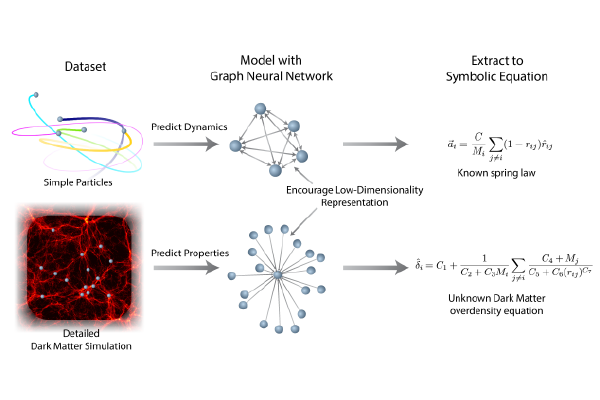 Dataset
Model with
Graph Neural Network
Extract to
Symbolic Equation
Predict Dynamics
Simple Particles
$\vec{a}_i = \frac{C}{M_i} \sum_{j \neq i} (1 - r_{ij}) \hat{r}_{ij}$
Known spring law
Encourage Low-Dimensionality
Representation
Predict Properties
$\hat{\delta}_i = C_1 + \frac{1}{C_2 + C_3 M_i} \sum_{j \neq i} \frac{C_4 + M_j}{C_5 + C_6 (r_{ij})^{C_7}}$
Unknown Dark Matter
overdensity equation
Detailed
Dark Matter Simulation